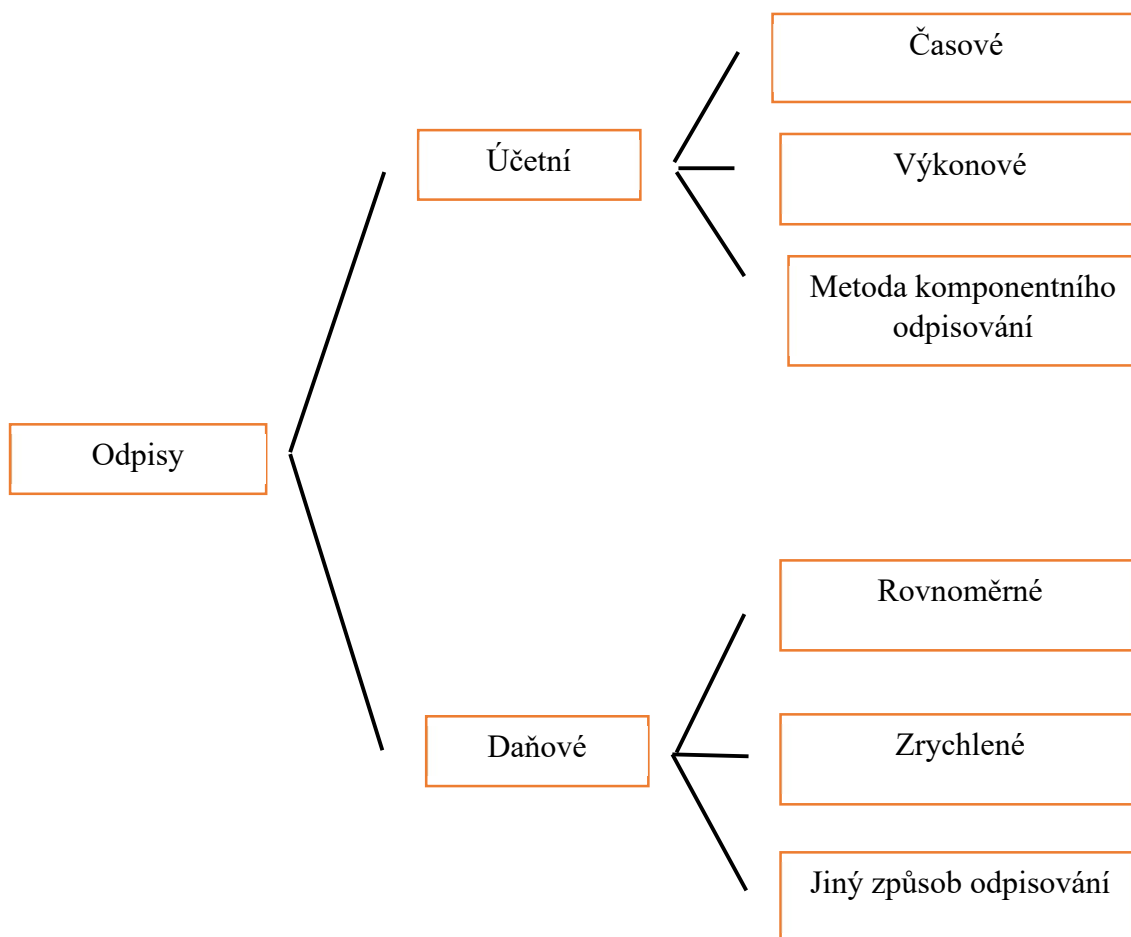 Časové
Účetní
Výkonové
Metoda komponentního
odpisování
Odpisy
Rovnoměrné
Daňové
Zrychlené
Jiný způsob odpisování